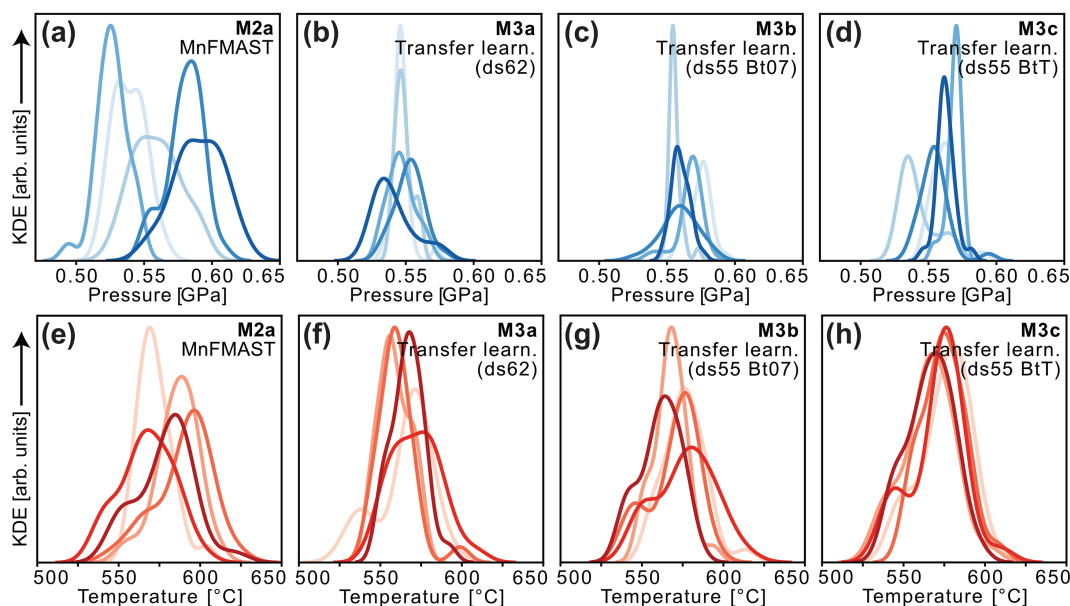 (a) M2a
MnFMAST
(b) M3a
Transfer learn.
(ds62)
(c) M3b
Transfer learn.
(ds55 Bt07)
(d) M3c
Transfer learn.
(ds55 BtT)
KDE [arb. units]
0.50 0.55 0.60 0.65
0.50 0.55 0.60 0.65
0.50 0.55 0.60 0.65
0.50 0.55 0.60 0.65
Pressure [GPa]
Pressure [GPa]
Pressure [GPa]
Pressure [GPa]
(e) M2a
MnFMAST
(f) M3a
Transfer learn.
(ds62)
(g) M3b
Transfer learn.
(ds55 Bt07)
(h) M3c
Transfer learn.
(ds55 BtT)
KDE [arb. units]
500 550 600 650
500 550 600 650
500 550 600 650
500 550 600 650
Temperature [°C]
Temperature [°C]
Temperature [°C]
Temperature [°C]